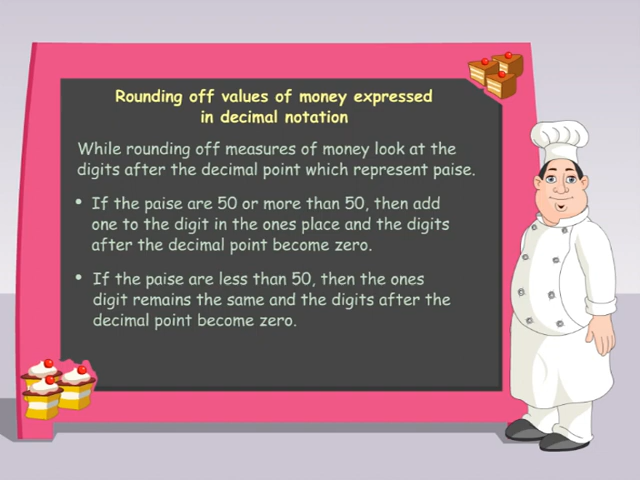 Rounding off values of money expressed
in decimal notation
While rounding off measures of money look at the
digits after the decimal point which represent paise.
• If the paise are 50 or more than 50, then add
one to the digit in the ones place and the digits
after the decimal point become zero.
• If the paise are less than 50, then the ones
digit remains the same and the digits after the
decimal point become zero.